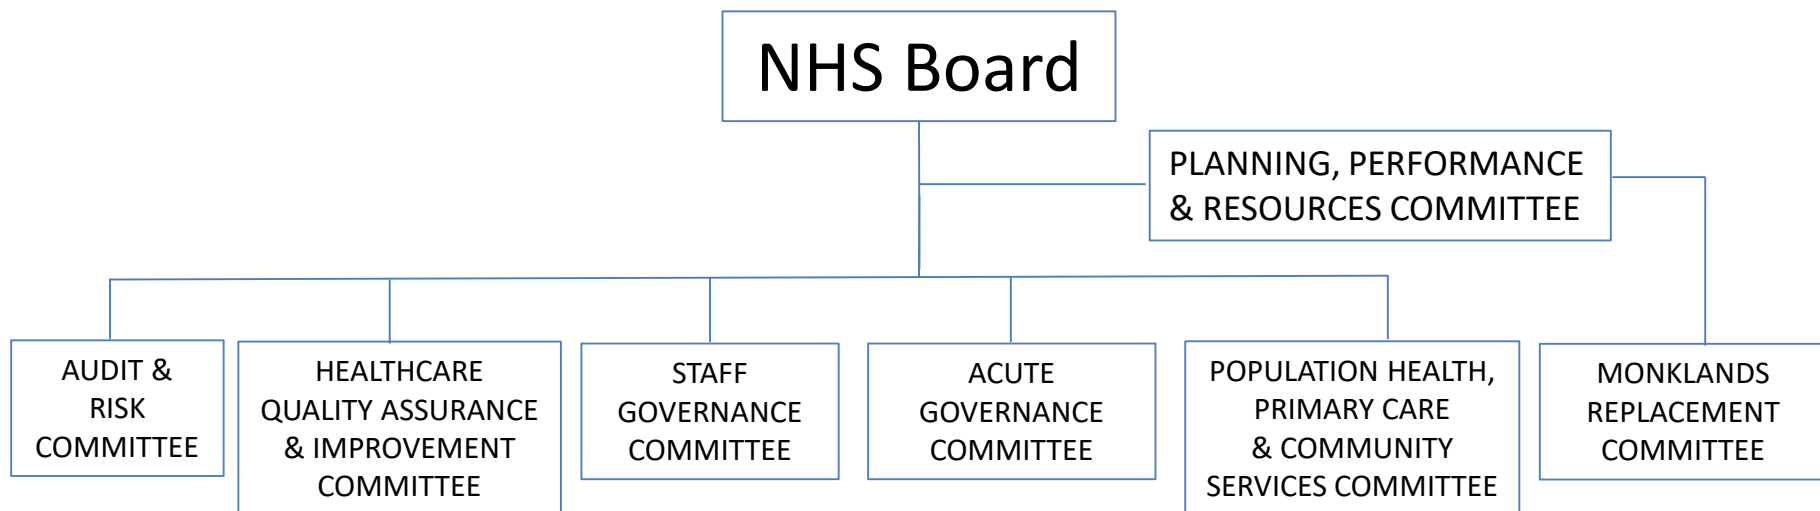 NHS Board
PLANNING, PERFORMANCE
& RESOURCES COMMITTEE
AUDIT &
RISK
COMMITTEE
HEALTHCARE
QUALITY ASSURANCE
& IMPROVEMENT
COMMITTEE
STAFF
GOVERNANCE
COMMITTEE
ACUTE
GOVERNANCE
COMMITTEE
POPULATION HEALTH,
PRIMARY CARE
& COMMUNITY
SERVICES COMMITTEE
MONKLANDS
REPLACEMENT
COMMITTEE